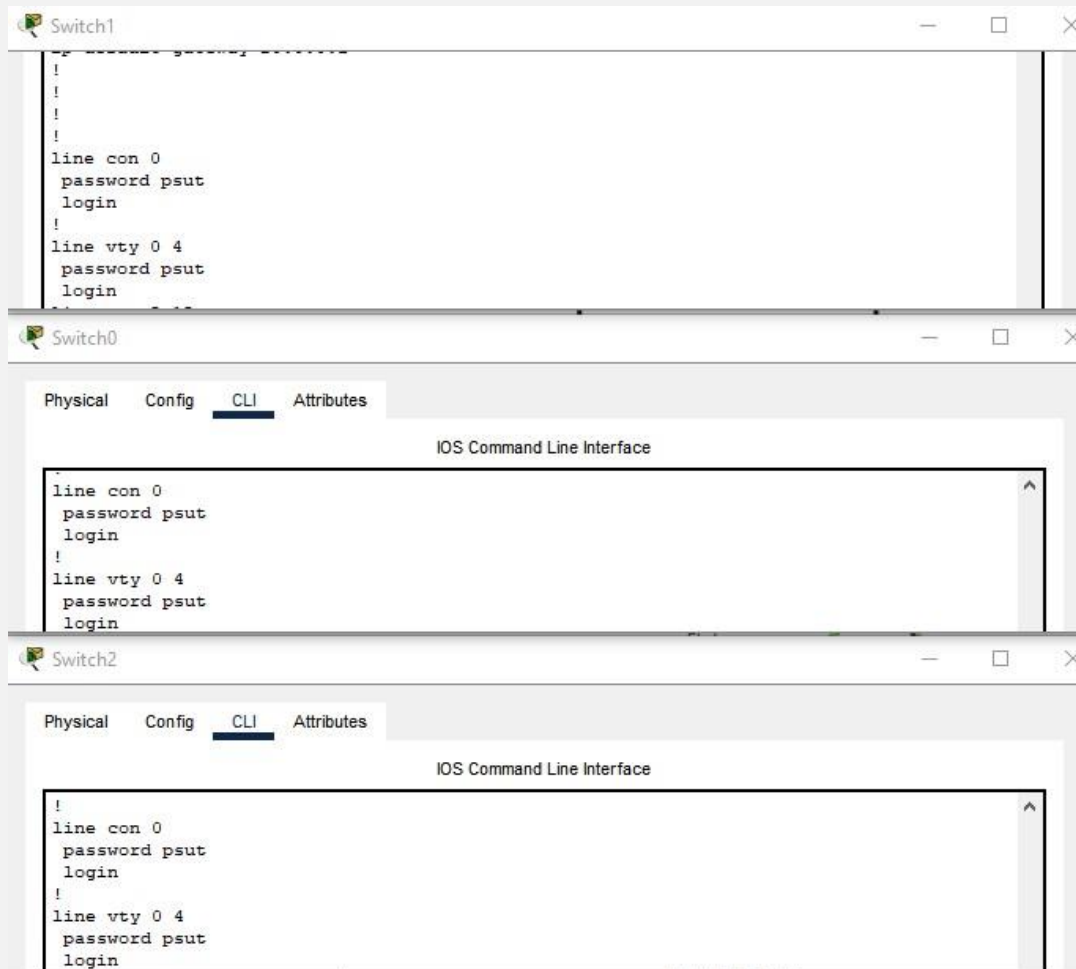 Switch1
!
!
!
!
line con 0
 password psut
 login
!
line vty 0 4
 password psut
 login
Switch0
Physical Config CLI Attributes
IOS Command Line Interface
line con 0
 password psut
 login
!
line vty 0 4
 password psut
 login
Switch2
Physical Config CLI Attributes
IOS Command Line Interface
!
line con 0
 password psut
 login
!
line vty 0 4
 password psut
 login